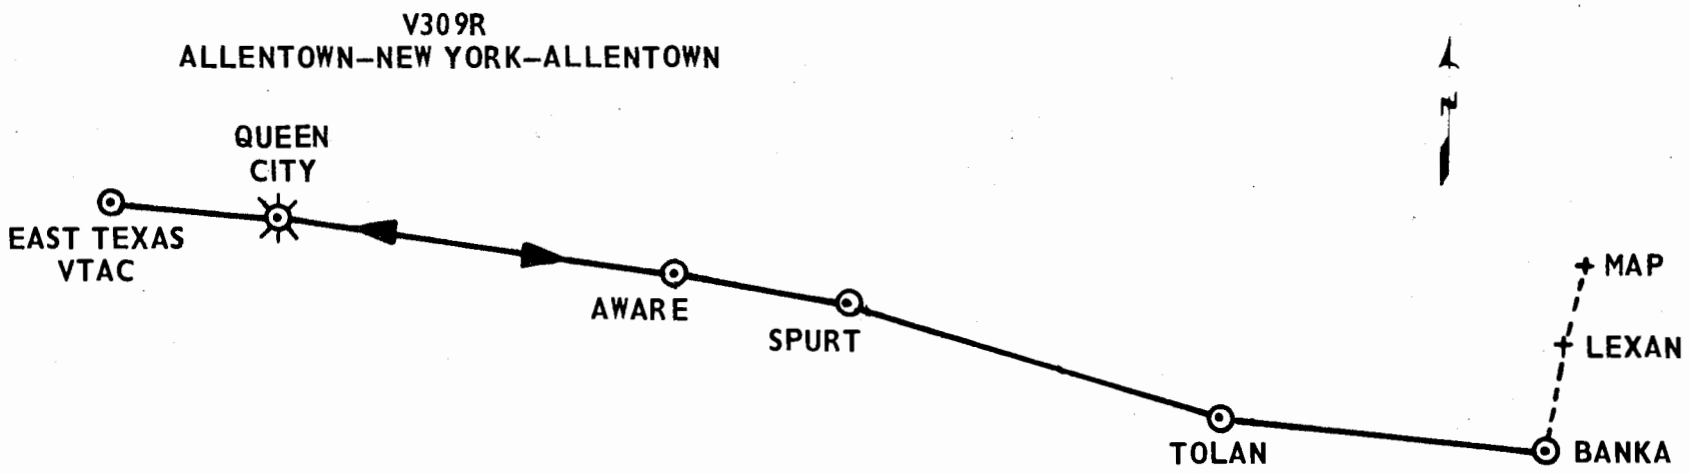 V309R
ALLENTOWN–NEW YORK–ALLENTOWN
N
QUEEN
CITY
EAST TEXAS
VTAC
AWARE
SPURT
MAP
LEXAN
TOLAN
BANKA